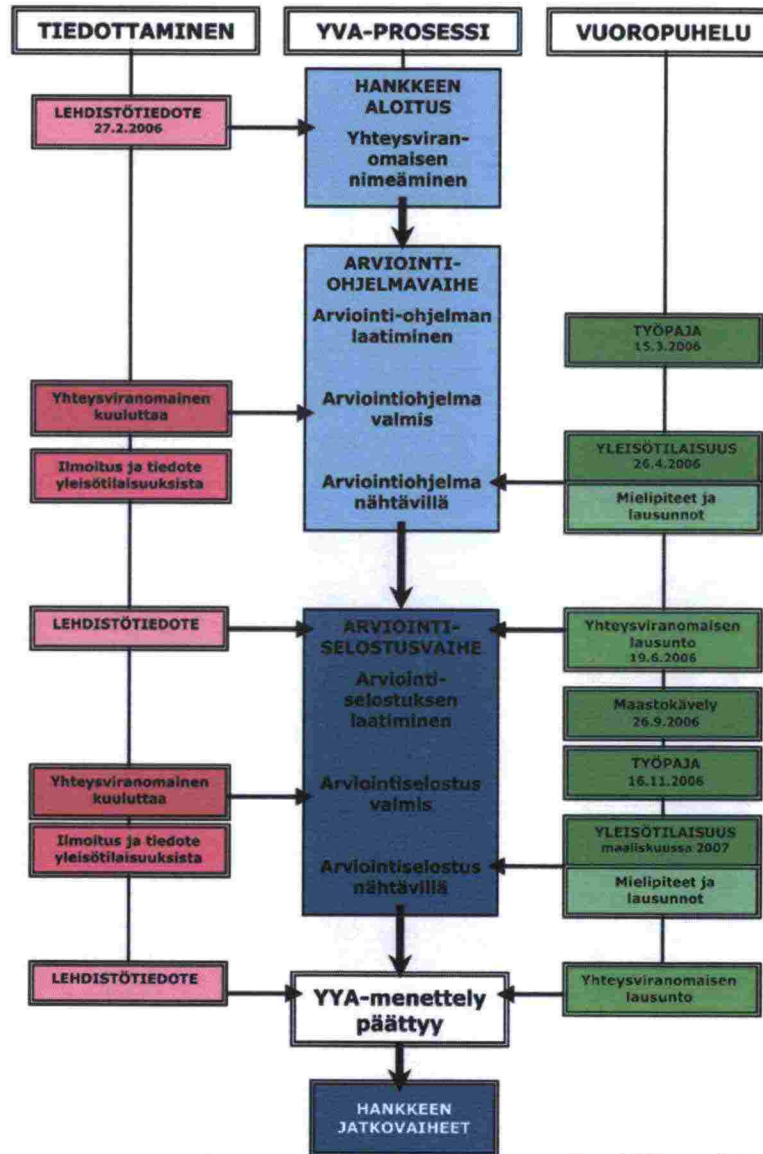 TIEDOTTAMINEN
YVA-PROSESSI
VUOROPUHELU
LEHDISTÖTIEDOTE
27.2.2006
HANKKEEN
ALOITUS
Yhteysviran-
omaisen
nimeäminen
ARVIOINTI-
OHJELMAVAIHE
Arviointi-ohjelman
laatiminen
TYÖPAJA
15.3.2006
Yhteysviranomainen
kuuluttaa
Arviointiohjelma
valmis
Ilmoitus ja tiedote
yleisötilaisuuksista
Arviointiohjelma
nähtävillä
YLEISÖTILAISUUS
26.4.2006
Mielipiteet ja
lausunnot
LEHDISTÖTIEDOTE
ARVIOINTI-
SELOSTUSVAIHE
Arviointi-
selostuksen
laatiminen
Yhteysviranomaisen
lausunto
19.6.2006
Maastokävely
26.9.2006
TYÖPAJA
16.11.2006
Yhteysviranomainen
kuuluttaa
Arviointiselostus
valmis
Ilmoitus ja tiedote
yleisötilaisuuksista
Arviointiselostus
nähtävillä
YLEISÖTILAISUUS
maaliskuussa 2007
Mielipiteet ja
lausunnot
LEHDISTÖTIEDOTE
YYA-menettely
päättyy
Yhteysviranomaisen
lausunto
HANKKEEN
JATKOVAIHEET